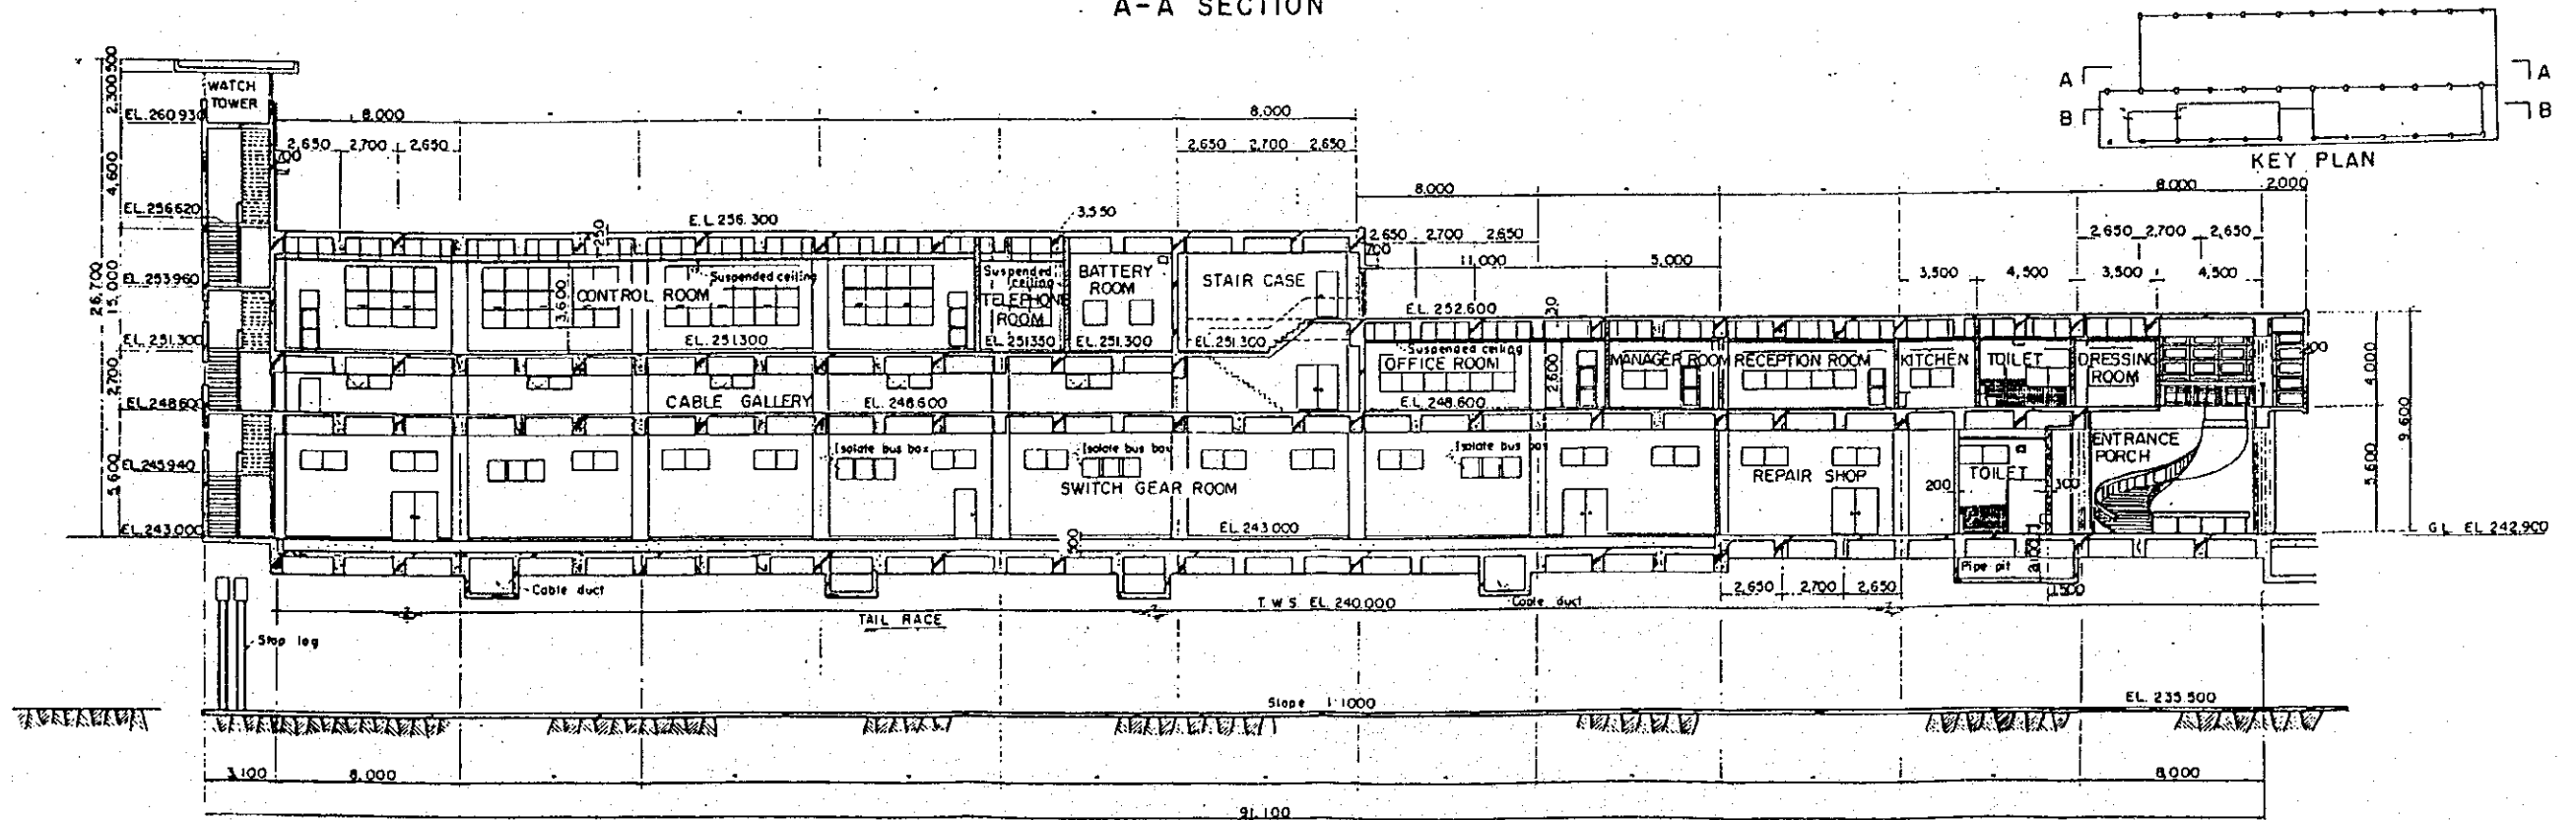 A-A SECTION
A
A
B
B
KEY PLAN
WATCH
TOWER
500
2,300
4,600
15,000
26,700
2,700
5,600
EL.260.930
EL.256.620
EL.253.960
EL.251.300
EL.248.600
EL.245.940
EL.243.000
8,000
8,000
2,650
2,700
2,650
2,650
2,700
2,650
700
E.L 256.300
250
3,550
8,000
8,000
2,000
2,650
2,700
2,650
700
2,650
2,700
2,650
11,000
5,000
3,500
4,500
3,500
4,500
Suspended ceiling
CONTROL ROOM
3,600
EL.251.300
Suspended
ceiling
TELEPHONE
ROOM
EL.251.350
BATTERY
ROOM
EL.251.300
STAIR CASE
EL.251.300
EL.252.600
Suspended ceiling
OFFICE ROOM
2,600
EL.248.600
MANAGER ROOM
RECEPTION ROOM
KITCHEN
TOILET
DRESSING
ROOM
4,000
5,600
9,600
CABLE GALLERY
EL.248.600
Isolate bus box
Isolate bus box
Isolate bus box
SWITCH GEAR ROOM
EL.243.000
REPAIR SHOP
200
TOILET
300
ENTRANCE
PORCH
G.L. EL 242.900
Cable duct
Cable duct
Pipe pit
2,650
2,700
2,650
1,500
T. W. S. EL. 240.000
TAIL RACE
Stop log
Slope 1:1000
EL. 235.500
3,100
8,000
8,000
91,100